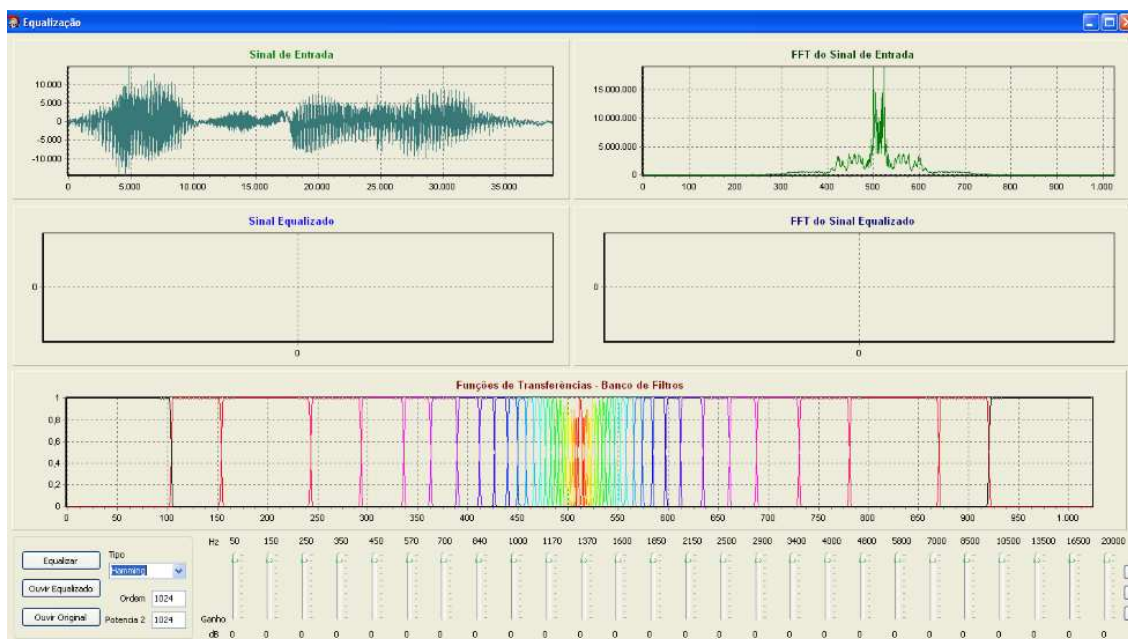 Equalização
Sinal de Entrada
10.000
5.000
0
-5.000
-10.000
0 5.000 10.000 15.000 20.000 25.000 30.000 35.000
FFT do Sinal de Entrada
15.000.000
10.000.000
5.000.000
0
0 100 200 300 400 500 600 700 800 900 1.000
Sinal Equalizado
0
0
FFT do Sinal Equalizado
0
0
Funções de Transferências - Banco de Filtros
1
0,8
0,6
0,4
0,2
0
0 50 100 150 200 250 300 350 400 450 500 550 600 650 700 750 800 850 900 950 1.000
Equalizar
Ouvir Equalizado
Ouvir Original
Tipo
Hamming
Ordem 1024
Potencia 2 1024
Hz 50 150 250 350 450 570 700 840 1000 1170 1370 1600 1850 2150 2500 2900 3400 4000 4800 5800 7000 8500 10500 13500 16500 20000
Ganho
dB 0 0 0 0 0 0 0 0 0 0 0 0 0 0 0 0 0 0 0 0 0 0 0 0 0 0